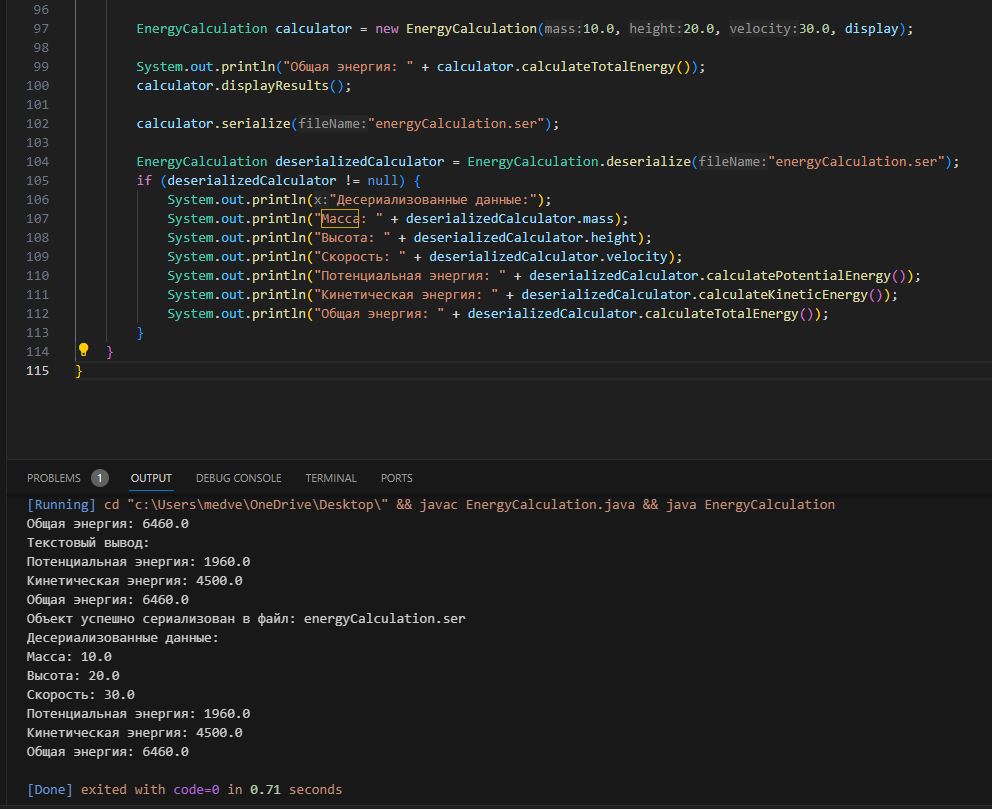 96
97 EnergyCalculation calculator = new EnergyCalculation(mass:10.0, height:20.0, velocity:30.0, display);
98
99 System.out.println("Общая энергия: " + calculator.calculateTotalEnergy());
100 calculator.displayResults();
101
102 calculator.serialize(fileName:"energyCalculation.ser");
103
104 EnergyCalculation deserializedCalculator = EnergyCalculation.deserialize(fileName:"energyCalculation.ser");
105 if (deserializedCalculator != null) {
106 System.out.println(x:"Десериализованные данные:");
107 System.out.println("Масса: " + deserializedCalculator.mass);
108 System.out.println("Высота: " + deserializedCalculator.height);
109 System.out.println("Скорость: " + deserializedCalculator.velocity);
110 System.out.println("Потенциальная энергия: " + deserializedCalculator.calculatePotentialEnergy());
111 System.out.println("Кинетическая энергия: " + deserializedCalculator.calculateKineticEnergy());
112 System.out.println("Общая энергия: " + deserializedCalculator.calculateTotalEnergy());
113 }
114 }
115 }
PROBLEMS 1 OUTPUT DEBUG CONSOLE TERMINAL PORTS
[Running] cd "c:\Users\medve\OneDrive\Desktop\" && javac EnergyCalculation.java && java EnergyCalculation
Общая энергия: 6460.0
Текстовый вывод:
Потенциальная энергия: 1960.0
Кинетическая энергия: 4500.0
Общая энергия: 6460.0
Объект успешно сериализован в файл: energyCalculation.ser
Десериализованные данные:
Масса: 10.0
Высота: 20.0
Скорость: 30.0
Потенциальная энергия: 1960.0
Кинетическая энергия: 4500.0
Общая энергия: 6460.0
[Done] exited with code=0 in 0.71 seconds